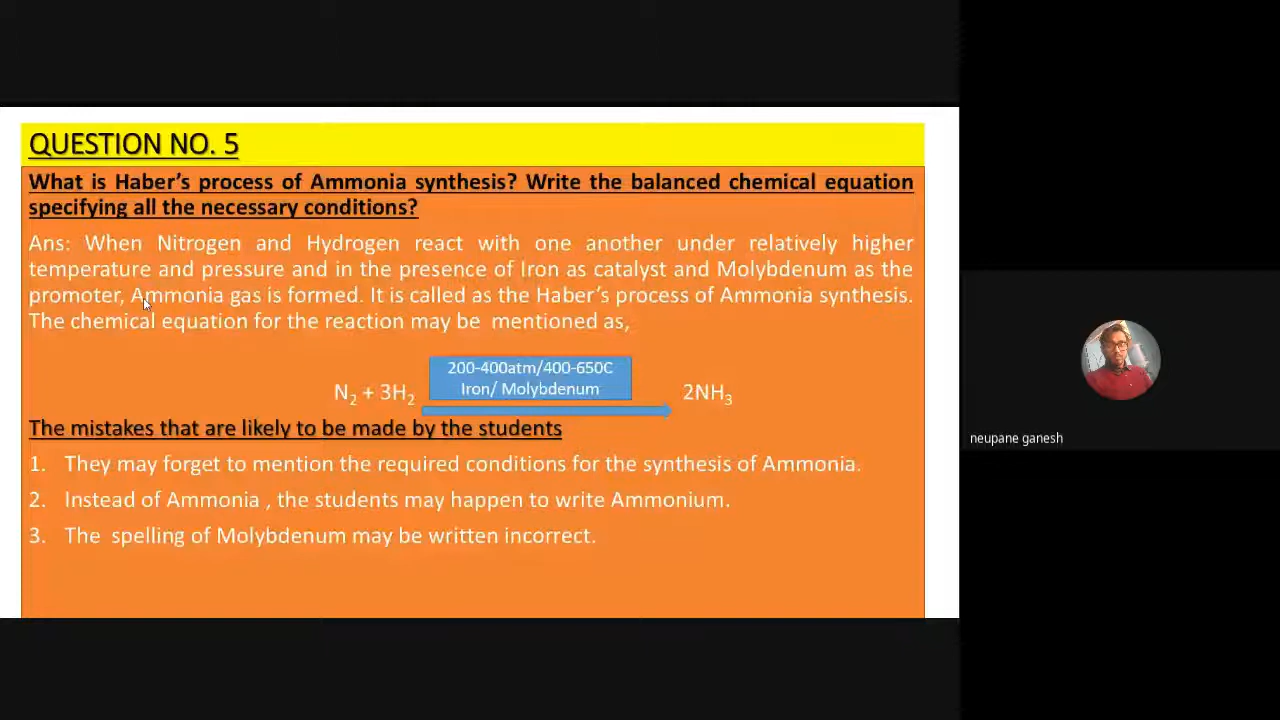 QUESTION NO. 5
What is Haber's process of Ammonia synthesis? Write the balanced chemical equation
specifying all the necessary conditions?
Ans: When Nitrogen and Hydrogen react with one another under relatively higher
temperature and pressure and in the presence of Iron as catalyst and Molybdenum as the
promoter, Ammonia gas is formed. It is called as the Haber's process of Ammonia synthesis.
The chemical equation for the reaction may be mentioned as,
200-400atm/400-650C
Iron/ Molybdenum
N₂ + 3H₂ 2NH₃
The mistakes that are likely to be made by the students
1. They may forget to mention the required conditions for the synthesis of Ammonia.
2. Instead of Ammonia , the students may happen to write Ammonium.
3. The spelling of Molybdenum may be written incorrect.
neupane ganesh